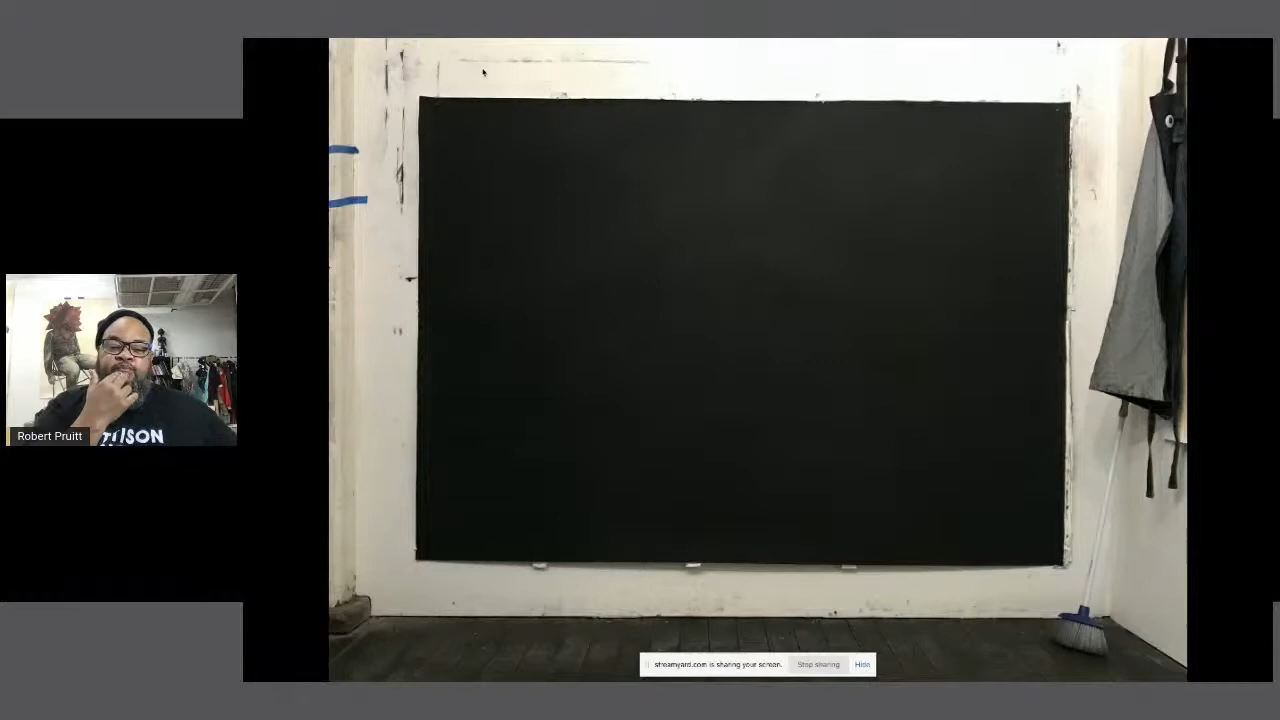 Robert Pruitt
streamyard.com is sharing your screen.
Stop sharing
Hide